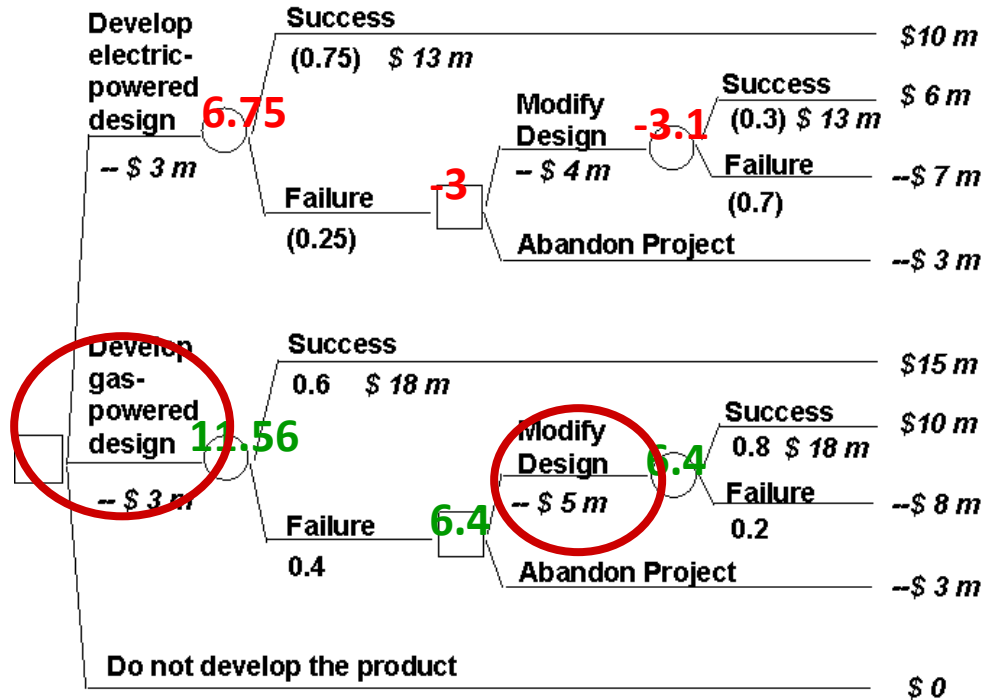 Develop
electric-
powered
design
-- $ 3 m
6.75
Success
(0.75) $ 13 m
$10 m
Failure
(0.25)
-3
Modify
Design
-- $ 4 m
-3.1
Success
(0.3) $ 13 m
$ 6 m
Failure
(0.7)
--$ 7 m
Abandon Project
--$ 3 m
Develop
gas-
powered
design
-- $ 3 m
11.56
Success
0.6 $ 18 m
$15 m
Failure
0.4
6.4
Modify
Design
-- $ 5 m
6.4
Success
0.8 $ 18 m
$10 m
Failure
0.2
--$ 8 m
Abandon Project
--$ 3 m
Do not develop the product
$ 0